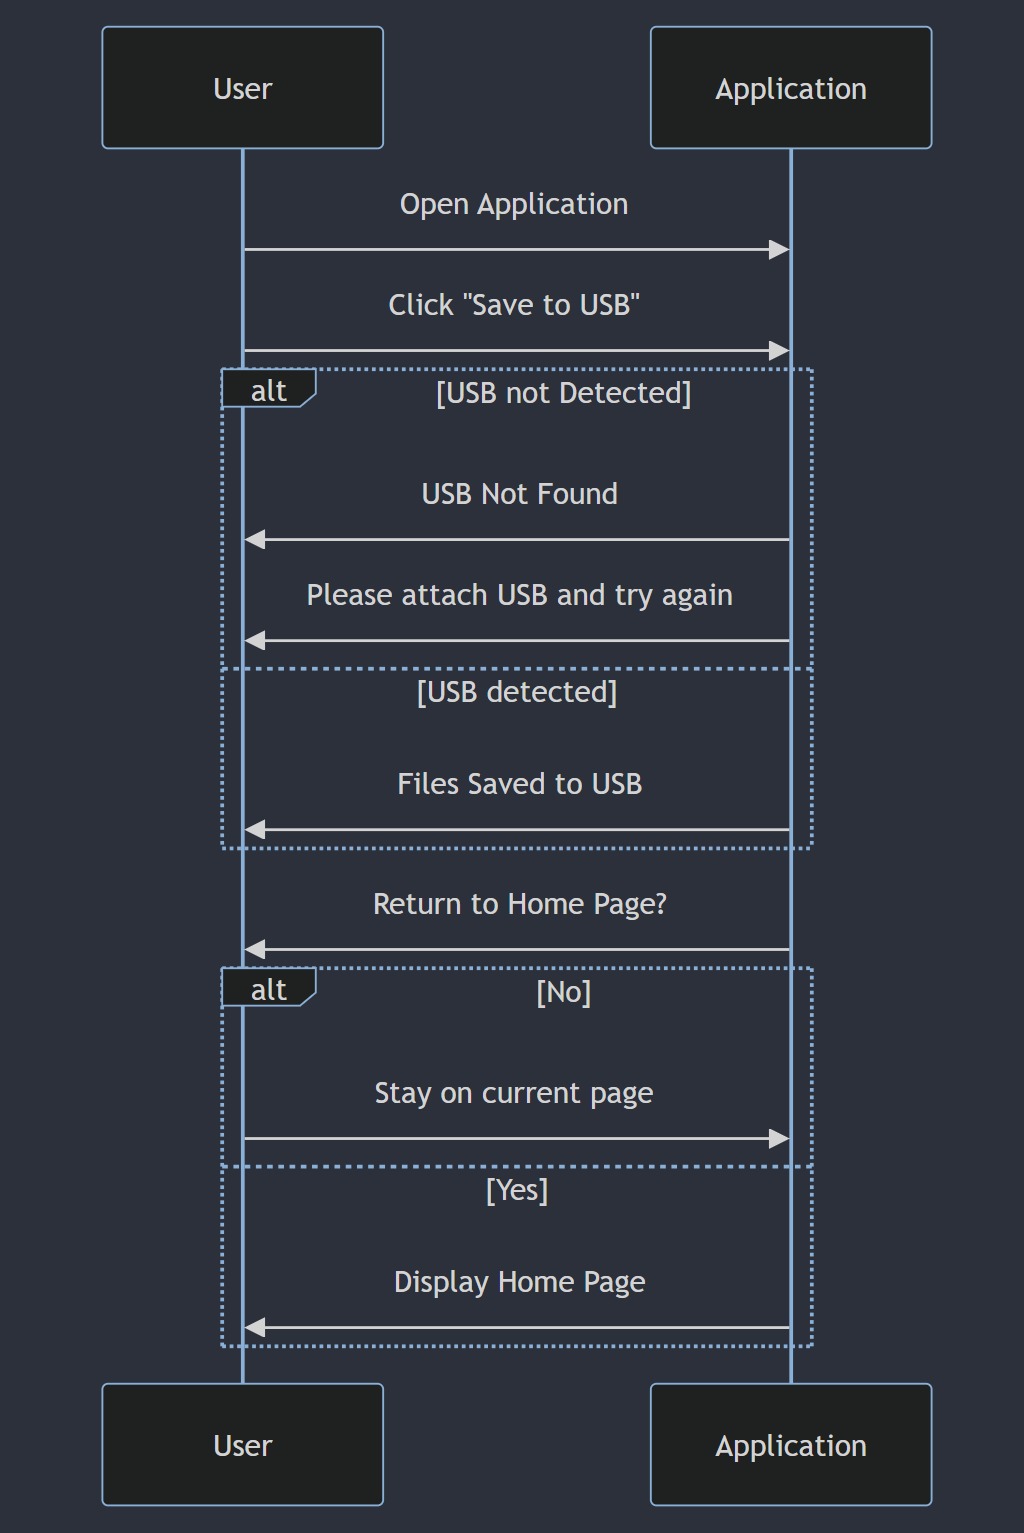 User
Application
Open Application
Click "Save to USB"
alt
[USB not Detected]
USB Not Found
Please attach USB and try again
[USB detected]
Files Saved to USB
Return to Home Page?
alt
[No]
Stay on current page
[Yes]
Display Home Page
User
Application